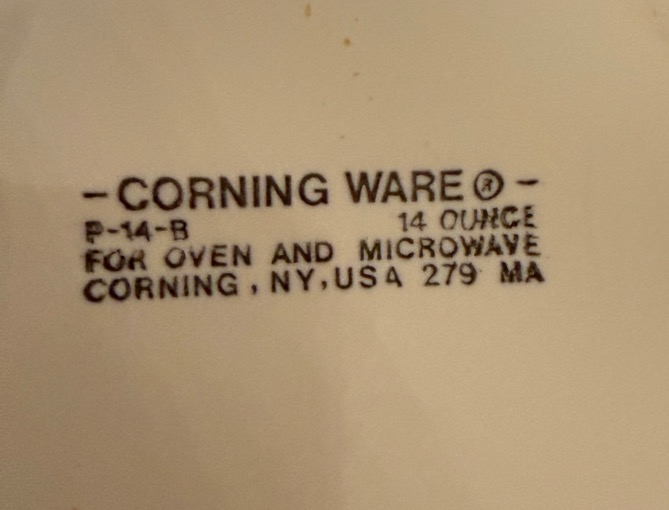 -CORNING WARE®-
P-14-B 14 OUNCE
FOR OVEN AND MICROWAVE
CORNING, NY, USA 279 MA